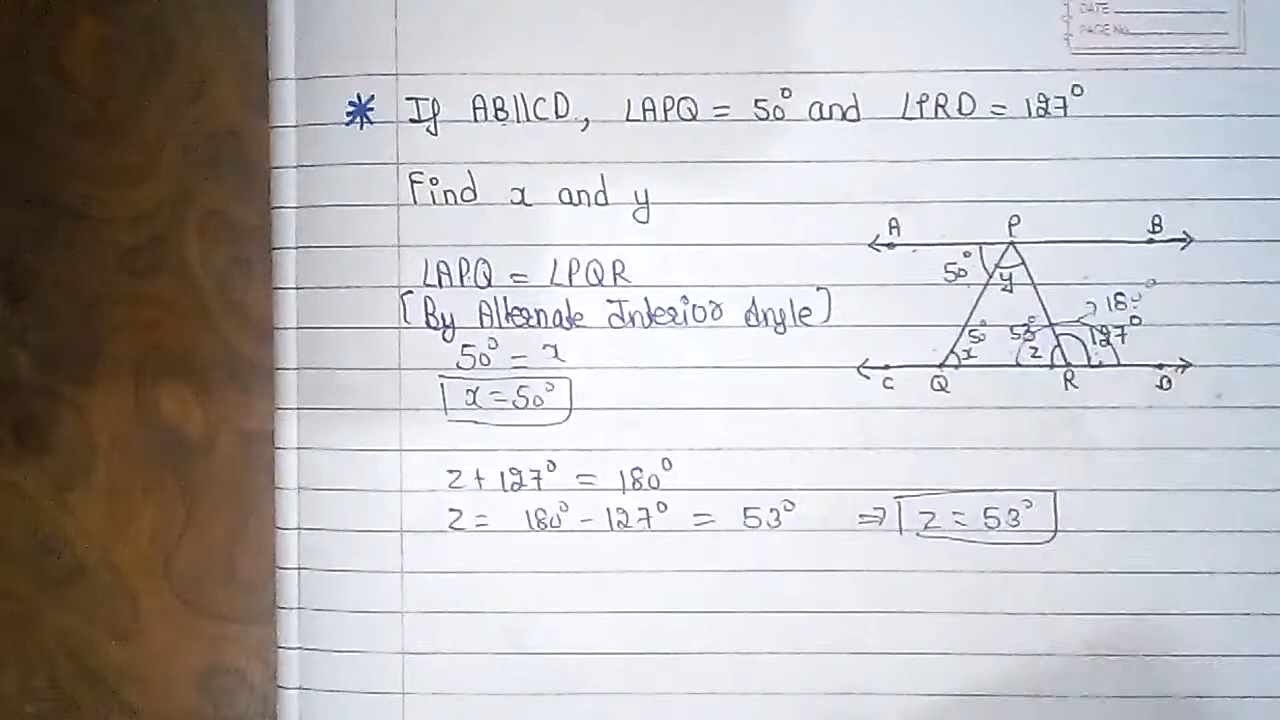 DATE
PAGE No.
* If AB||CD, ∠APQ = 50° and ∠PRD = 127°
Find x and y
∠APQ = ∠PQR
[By Alternate Interior Angle]
50° = x
x = 50°
A P B
50° y
180°
50° 53° 127°
x z
C Q R D
z + 127° = 180°
z = 180° - 127° = 53° ⇒ z = 53°